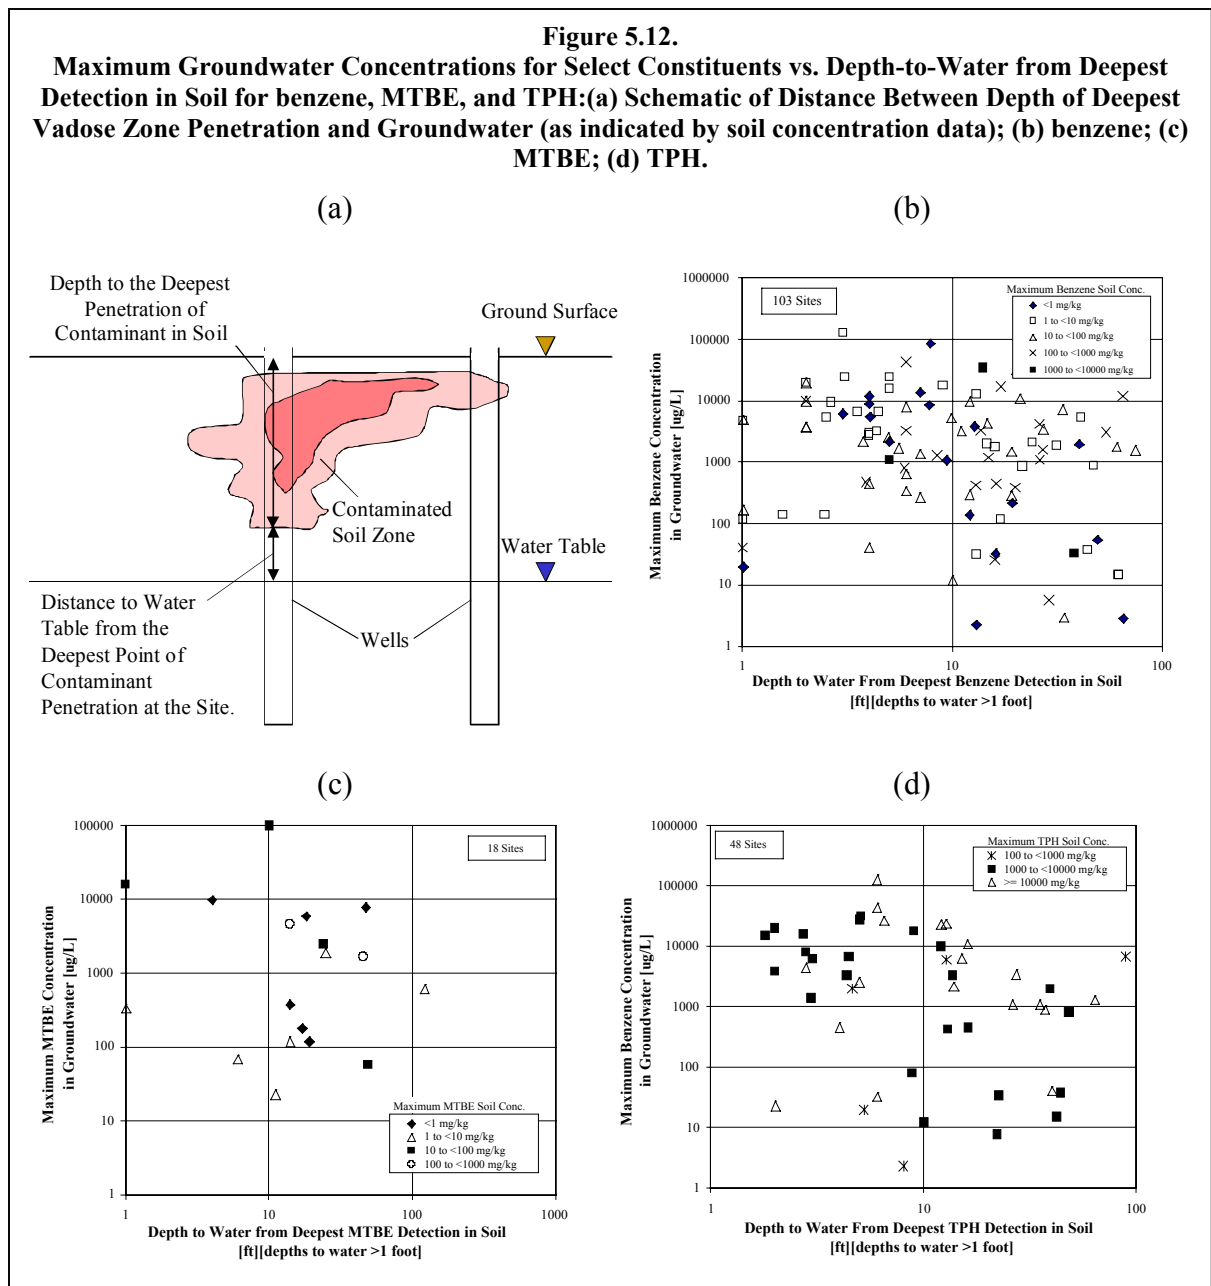 Figure 5.12.
Maximum Groundwater Concentrations for Select Constituents vs. Depth-to-Water from Deepest
Detection in Soil for benzene, MTBE, and TPH:(a) Schematic of Distance Between Depth of Deepest
Vadose Zone Penetration and Groundwater (as indicated by soil concentration data); (b) benzene; (c)
MTBE; (d) TPH.
(a)
Depth to the Deepest
Penetration of
Contaminant in Soil
Ground Surface
Contaminated
Soil Zone
Water Table
Distance to Water
Table from the
Deepest Point of
Contaminant
Penetration at the Site.
Wells
(b)
1000000
100000
10000
1000
100
10
1
Maximum Benzene Concentration
in Groundwater [ug/L]
103 Sites
Maximum Benzene Soil Conc.
<1 mg/kg
1 to <10 mg/kg
10 to <100 mg/kg
100 to <1000 mg/kg
1000 to <10000 mg/kg
1 10 100
Depth to Water From Deepest Benzene Detection in Soil
[ft][depths to water >1 foot]
(c)
100000
10000
1000
100
10
1
Maximum MTBE Concentration
in Groundwater [ug/L]
18 Sites
Maximum MTBE Soil Conc.
<1 mg/kg
1 to <10 mg/kg
10 to <100 mg/kg
100 to <1000 mg/kg
1 10 100 1000
Depth to Water from Deepest MTBE Detection in Soil
[ft][depths to water >1 foot]
(d)
1000000
100000
10000
1000
100
10
1
Maximum Benzene Concentration
in Groundwater [ug/L]
48 Sites
Maximum TPH Soil Conc.
100 to <1000 mg/kg
1000 to <10000 mg/kg
>= 10000 mg/kg
1 10 100
Depth to Water From Deepest TPH Detection in Soil
[ft][depths to water >1 foot]